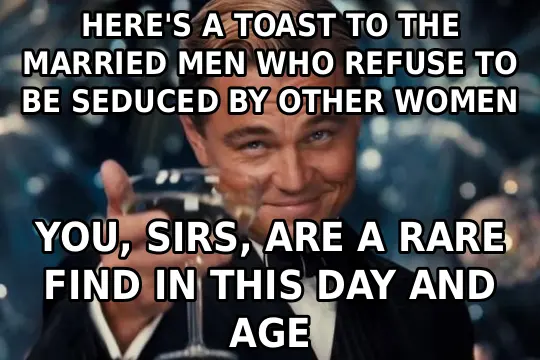 HERE'S A TOAST TO THE
MARRIED MEN WHO REFUSE TO
BE SEDUCED BY OTHER WOMEN
YOU, SIRS, ARE A RARE
FIND IN THIS DAY AND
AGE